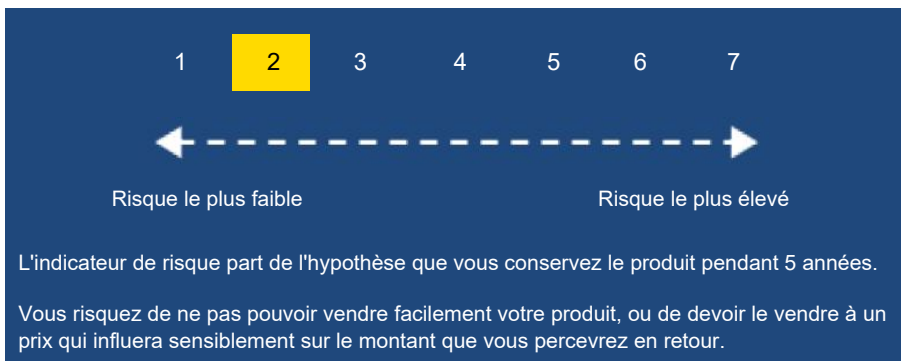 1 2 3 4 5 6 7
Risque le plus faible Risque le plus élevé
L'indicateur de risque part de l'hypothèse que vous conservez le produit pendant 5 années.
Vous risquez de ne pas pouvoir vendre facilement votre produit, ou de devoir le vendre à un
prix qui influera sensiblement sur le montant que vous percevrez en retour.